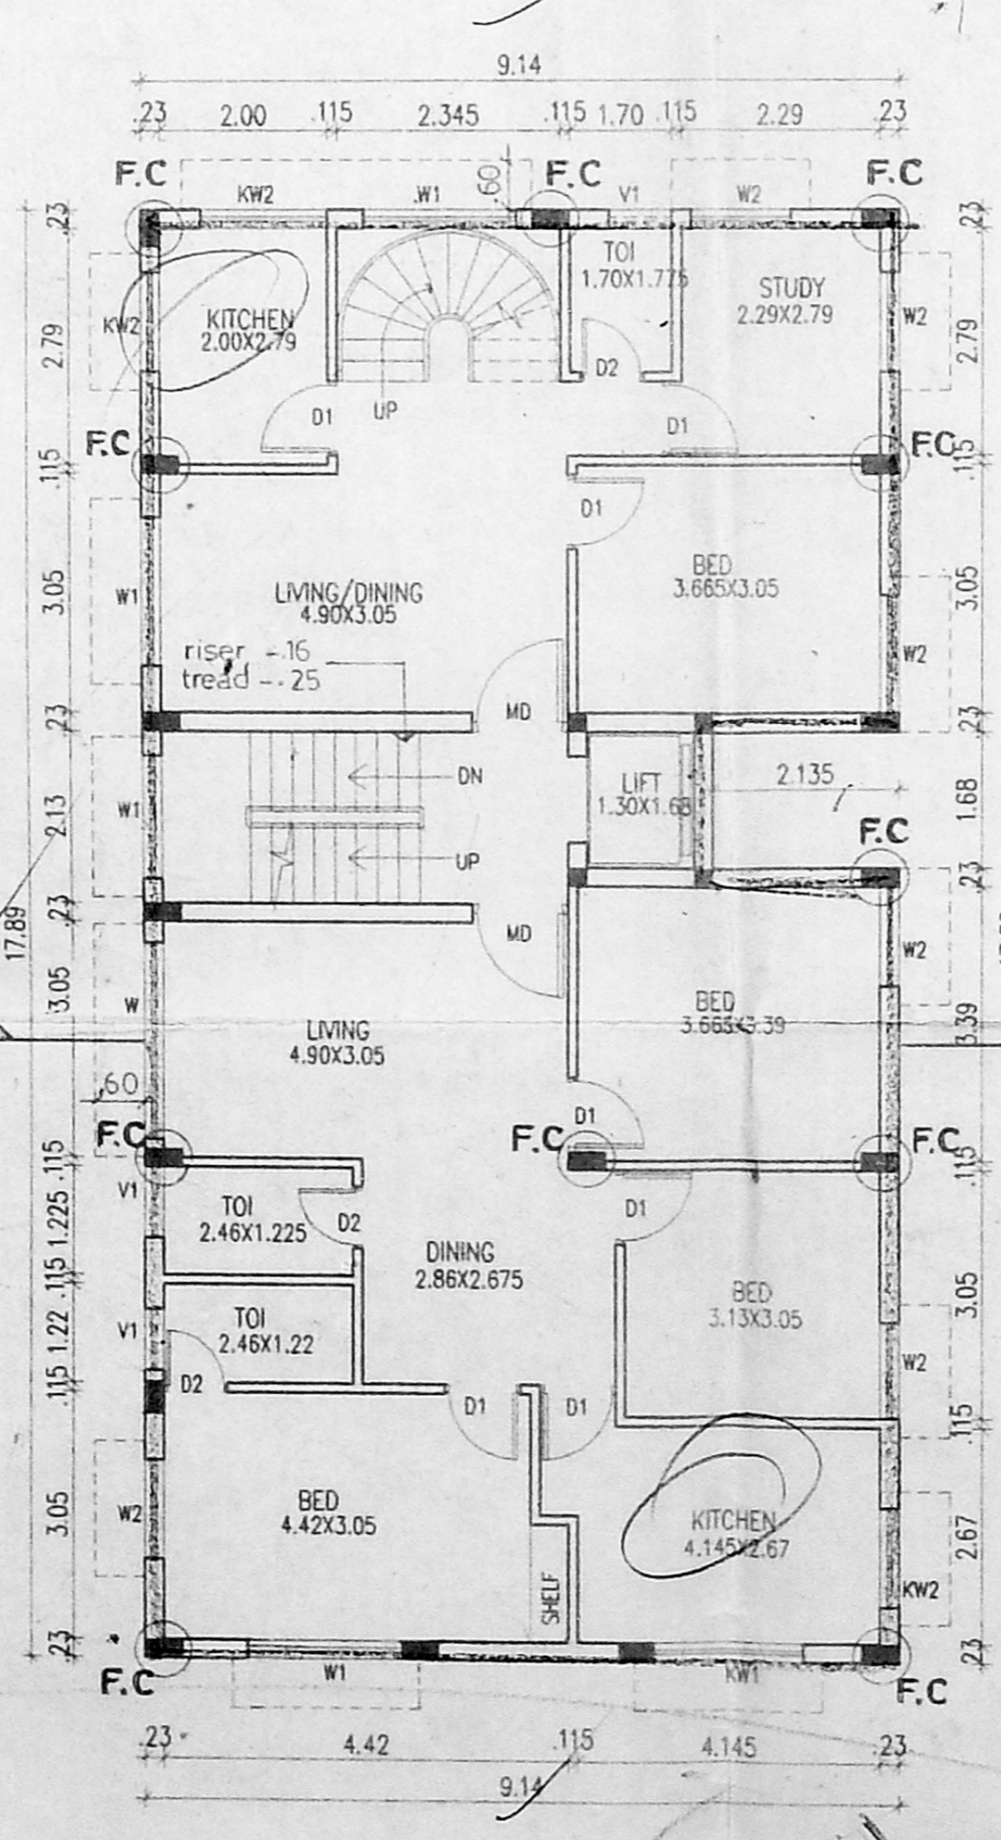 9.14
.23 2.00 .115 2.345 .115 1.70 .115 2.29 .23
F.C F.C F.C
KW2 W1 .60 V1 W2
.23 .23
TOI
1.70X1.775
STUDY
2.29X2.79
KITCHEN
2.00X2.79
KW2 W2
2.79 2.79
D2
D1 UP D1
F.C F.C
.115 .115
D1
BED
3.665X3.05
LIVING/DINING
4.90X3.05
W1
3.05 3.05
riser -.16
tread -.25
W2
MD
.23 .23
DN
LIFT
1.30X1.68
2.135
W1
2.13 1.68
UP
F.C
.23 .23
17.89
MD
W2
BED
3.665X3.39
LIVING
4.90X3.05
W
3.05 3.39
.60
D1
F.C F.C F.C
.115 .115
V1
TOI
2.46X1.225
D2
D1
1.225
DINING
2.86X2.675
.115
BED
3.13X3.05
3.05
TOI
2.46X1.22
V1
1.22
W2
D2
.115
D1 D1
.115
BED
4.42X3.05
W2
3.05
KITCHEN
4.145X2.67
2.67
SHELF
KW2
.23 .23
W1 KW1
F.C F.C
.23 4.42 .115 4.145 .23
9.14